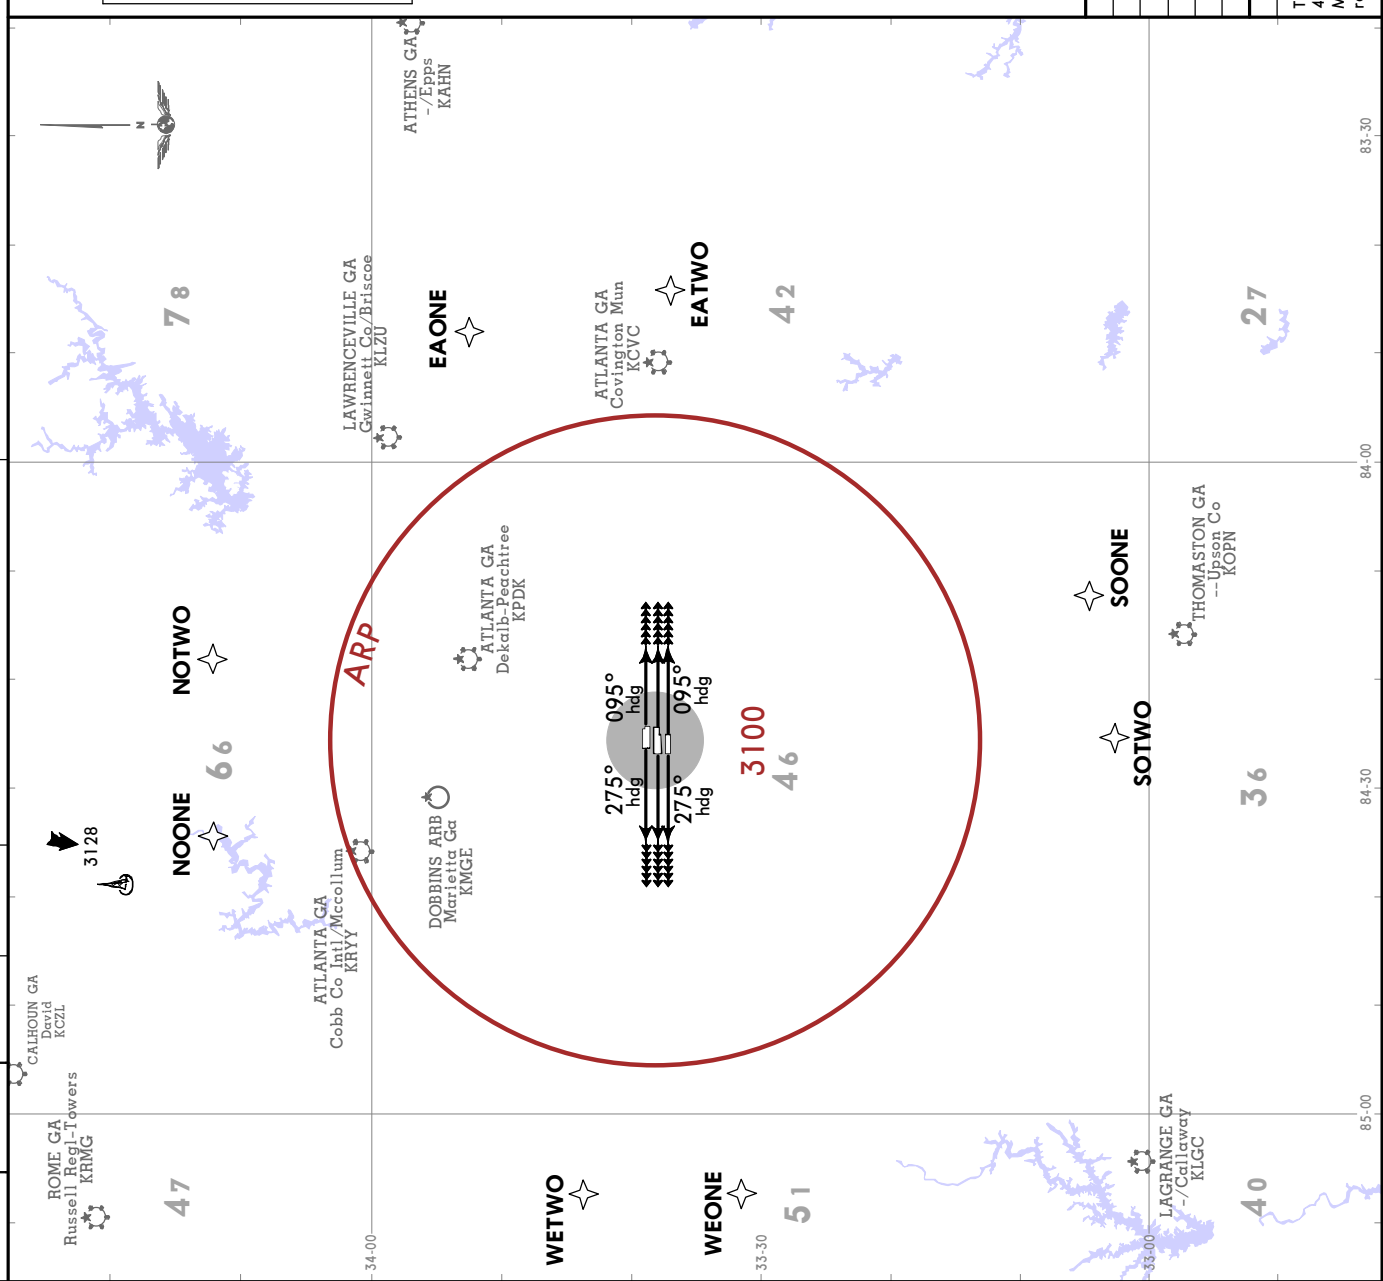 CALHOUN GA
David
KCZL
ROME GA
Russell Regl-Towers
KRMG
3128
N
47
NOONE
66
NOTWO
78
ATLANTA GA
Cobb Co Intl/Mccollum
KRYY
ARP
LAWRENCEVILLE GA
Gwinnett Co/Briscoe
KLZU
34-00
DOBBINS ARB
Marietta Ga
KMGE
ATLANTA GA
Dekalb-Peachtree
KPDK
EAONE
ATHENS GA
-/Epps
KAHN
WETWO
275°
hdg
095°
hdg
ATLANTA GA
Covington Mun
KCVC
275°
hdg
095°
hdg
EATWO
WEONE
3100
33-30
51
46
42
SOONE
SOTWO
33-00
LAGRANGE GA
-/Callaway
KLGC
THOMASTON GA
--Upson Co
KOPN
40
36
27
85-00
84-30
84-00
83-30